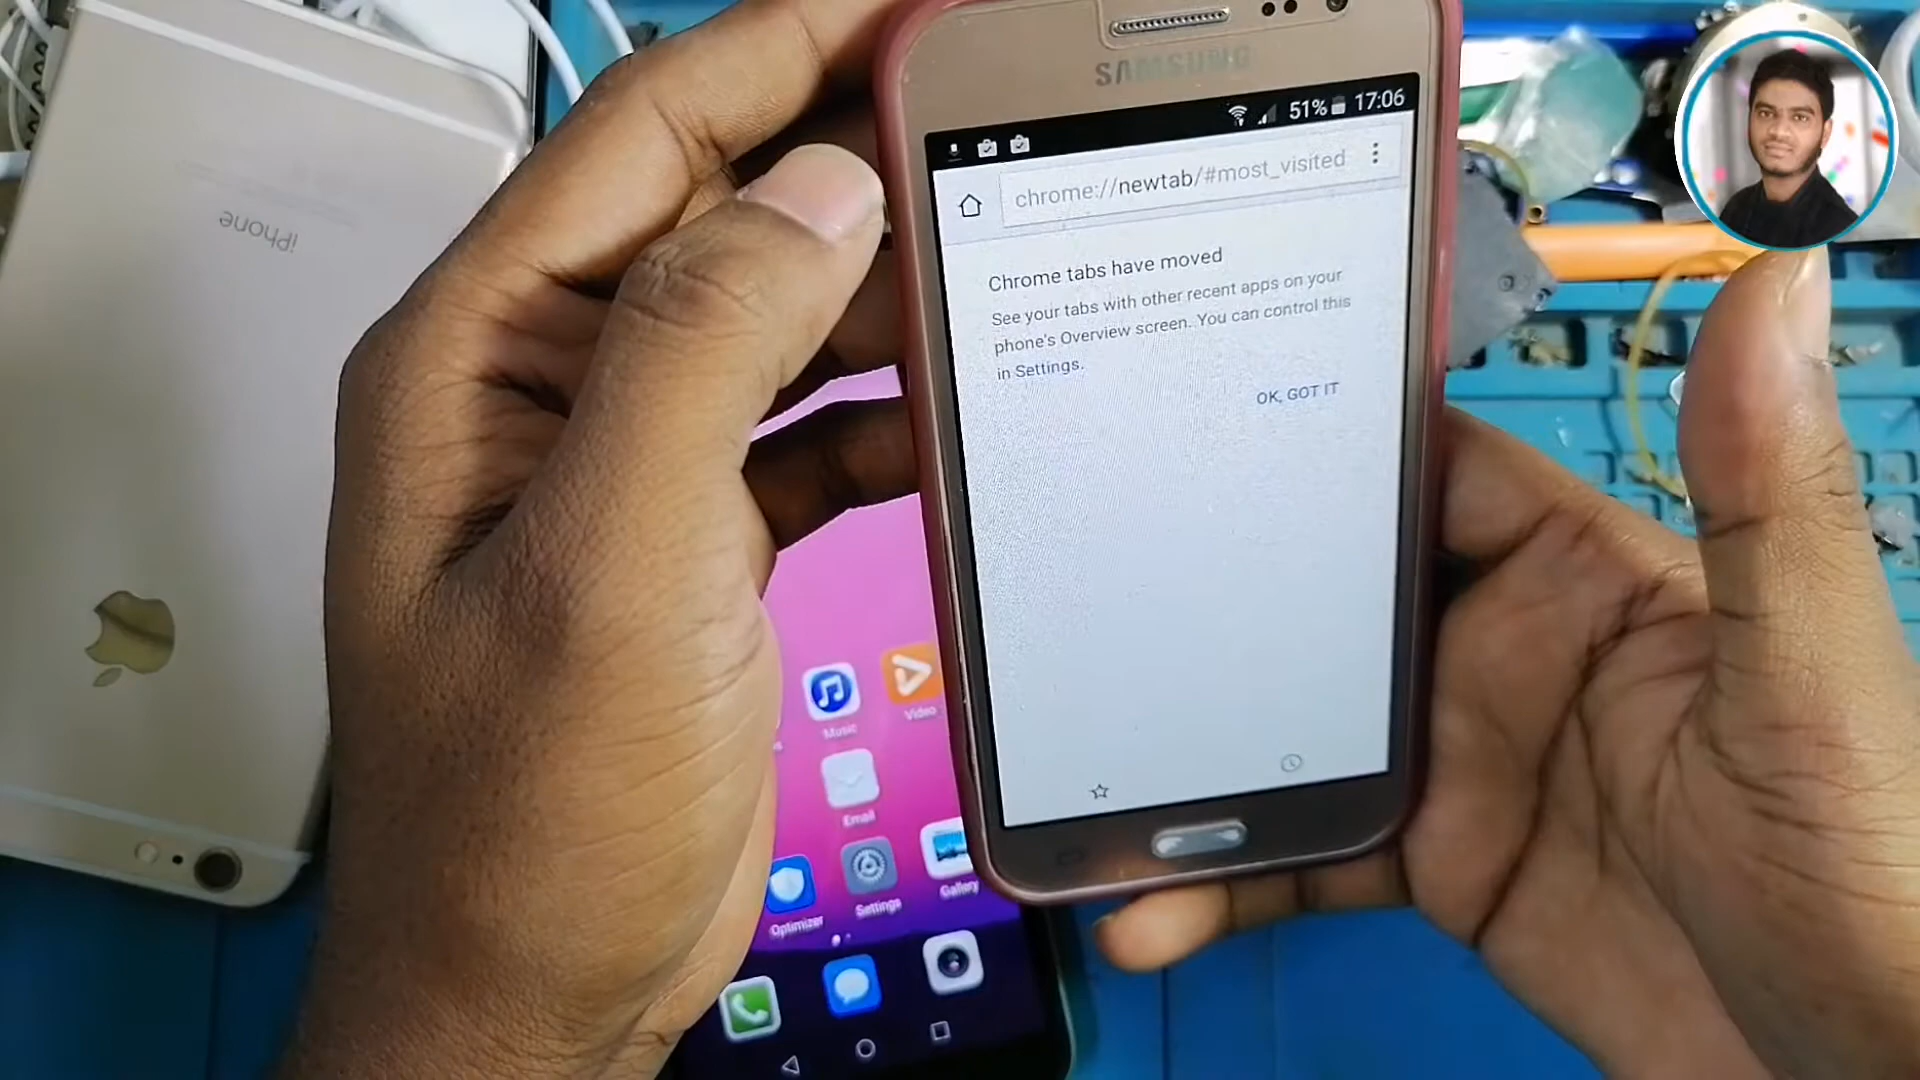 SAMSUNG
51% 17:06
chrome://newtab/#most_visited
Chrome tabs have moved
See your tabs with other recent apps on your
phone's Overview screen. You can control this
in Settings.
OK, GOT IT
iPhone
Music
Video
Email
Optimizer
Settings
Gallery